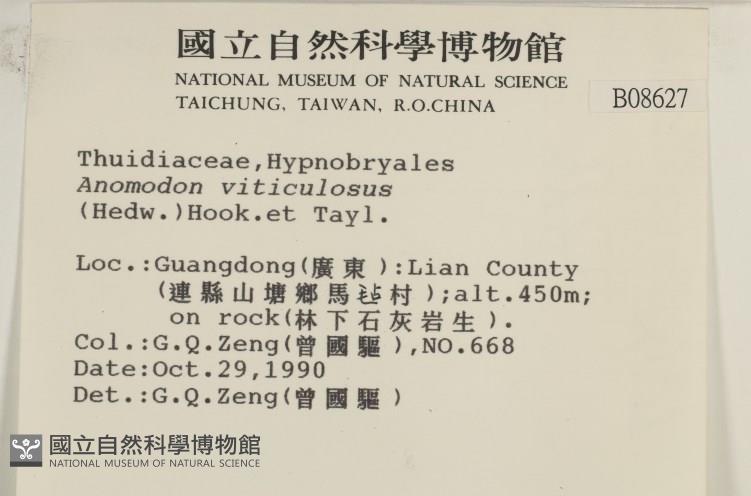 國立自然科學博物館
NATIONAL MUSEUM OF NATURAL SCIENCE
TAICHUNG, TAIWAN, R.O.CHINA
B08627
Thuidiaceae,Hypnobryales
Anomodon viticulosus
(Hedw.)Hook.et Tayl.
Loc.:Guangdong(廣東):Lian County
(連縣山塘鄉馬村);alt.450m;
on rock(林下石灰岩生).
Col.:G.Q.Zeng(曾國驅),NO.668
Date:Oct.29,1990
Det.:G.Q.Zeng(曾國驅)
國立自然科學博物館
NATIONAL MUSEUM OF NATURAL SCIENCE